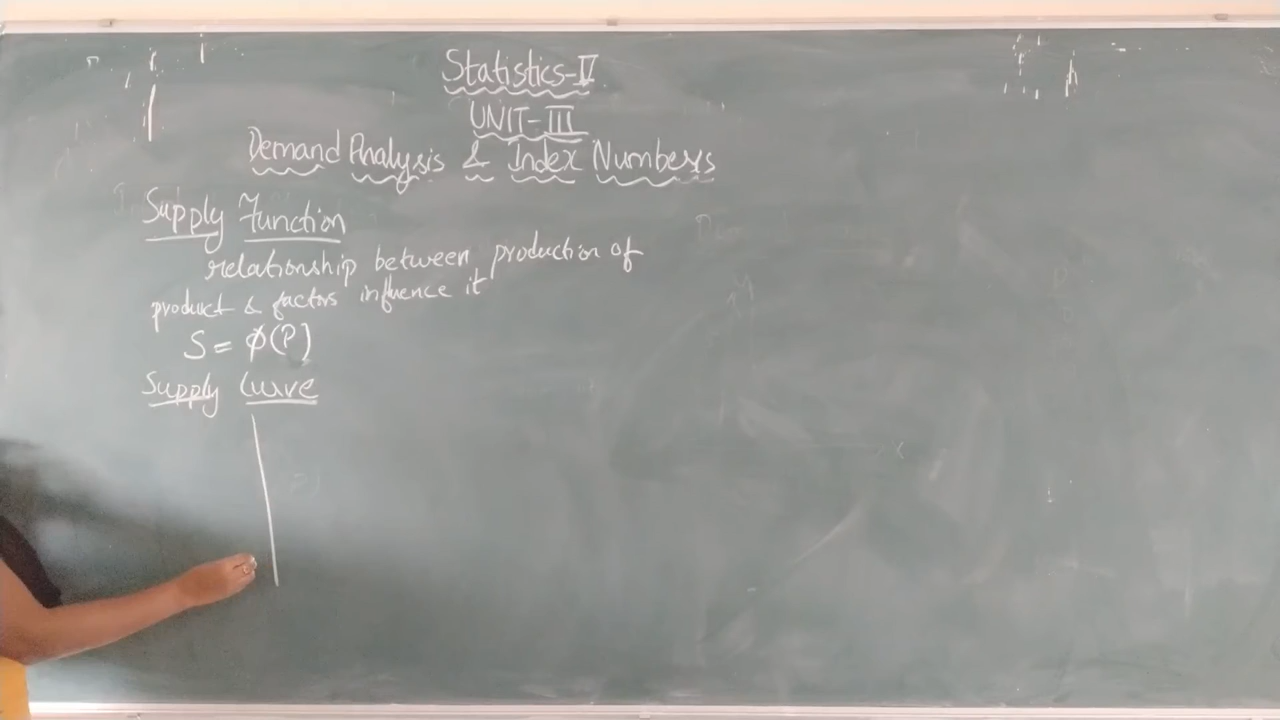 Statistics-V
UNIT-III
Demand Analysis & Index Numbers
Supply Function
relationship between production of
product & factors influence it
S = φ(P)
Supply Curve